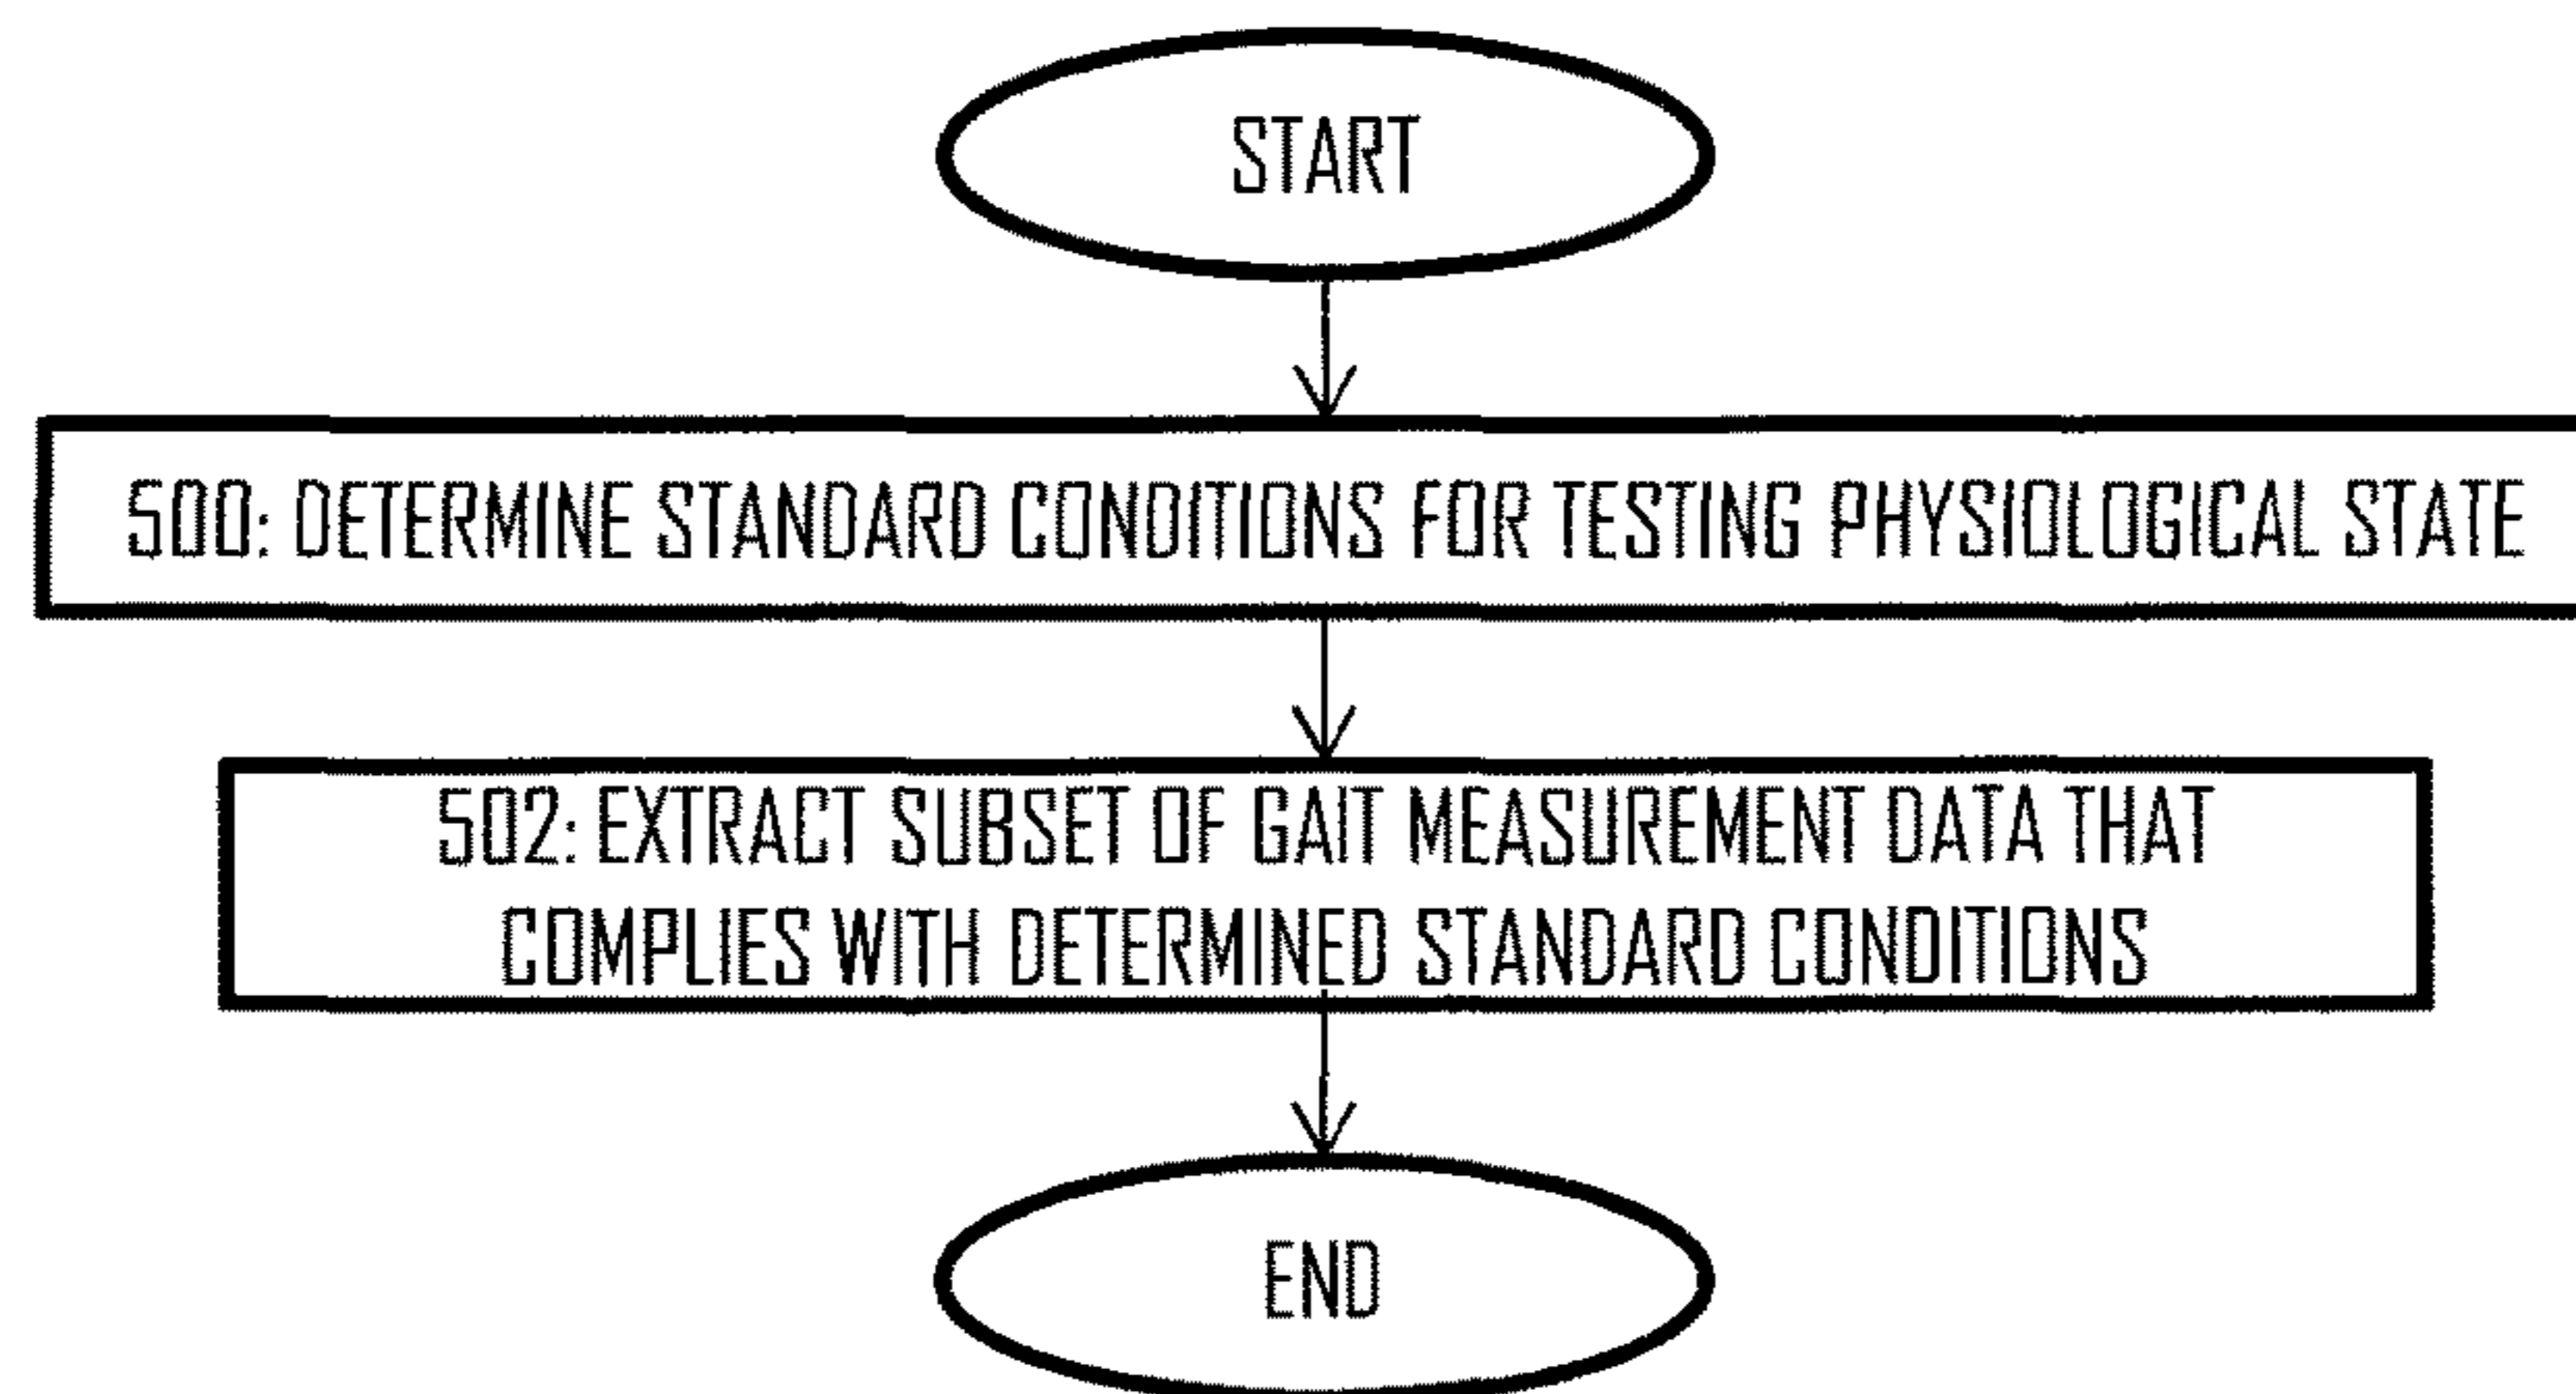 START
500: DETERMINE STANDARD CONDITIONS FOR TESTING PHYSIOLOGICAL STATE
502: EXTRACT SUBSET OF GAIT MEASUREMENT DATA THAT
COMPLIES WITH DETERMINED STANDARD CONDITIONS
END